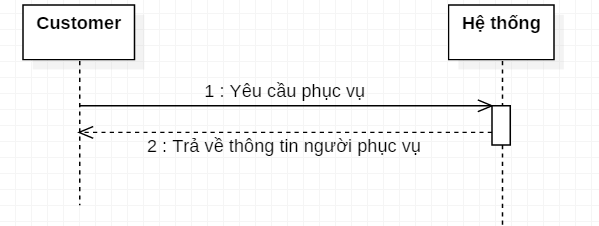 Customer
Hệ thống
1 : Yêu cầu phục vụ
2 : Trả về thông tin người phục vụ